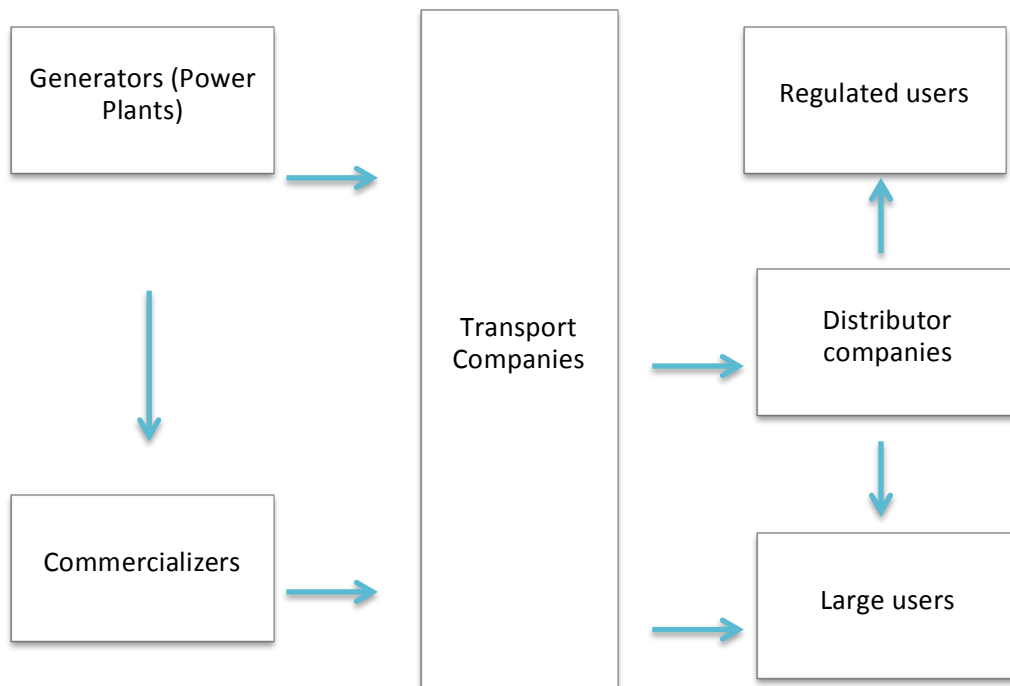 Generators (Power
Plants)
Regulated users
Transport
Companies
Distributor
companies
Commercializers
Large users